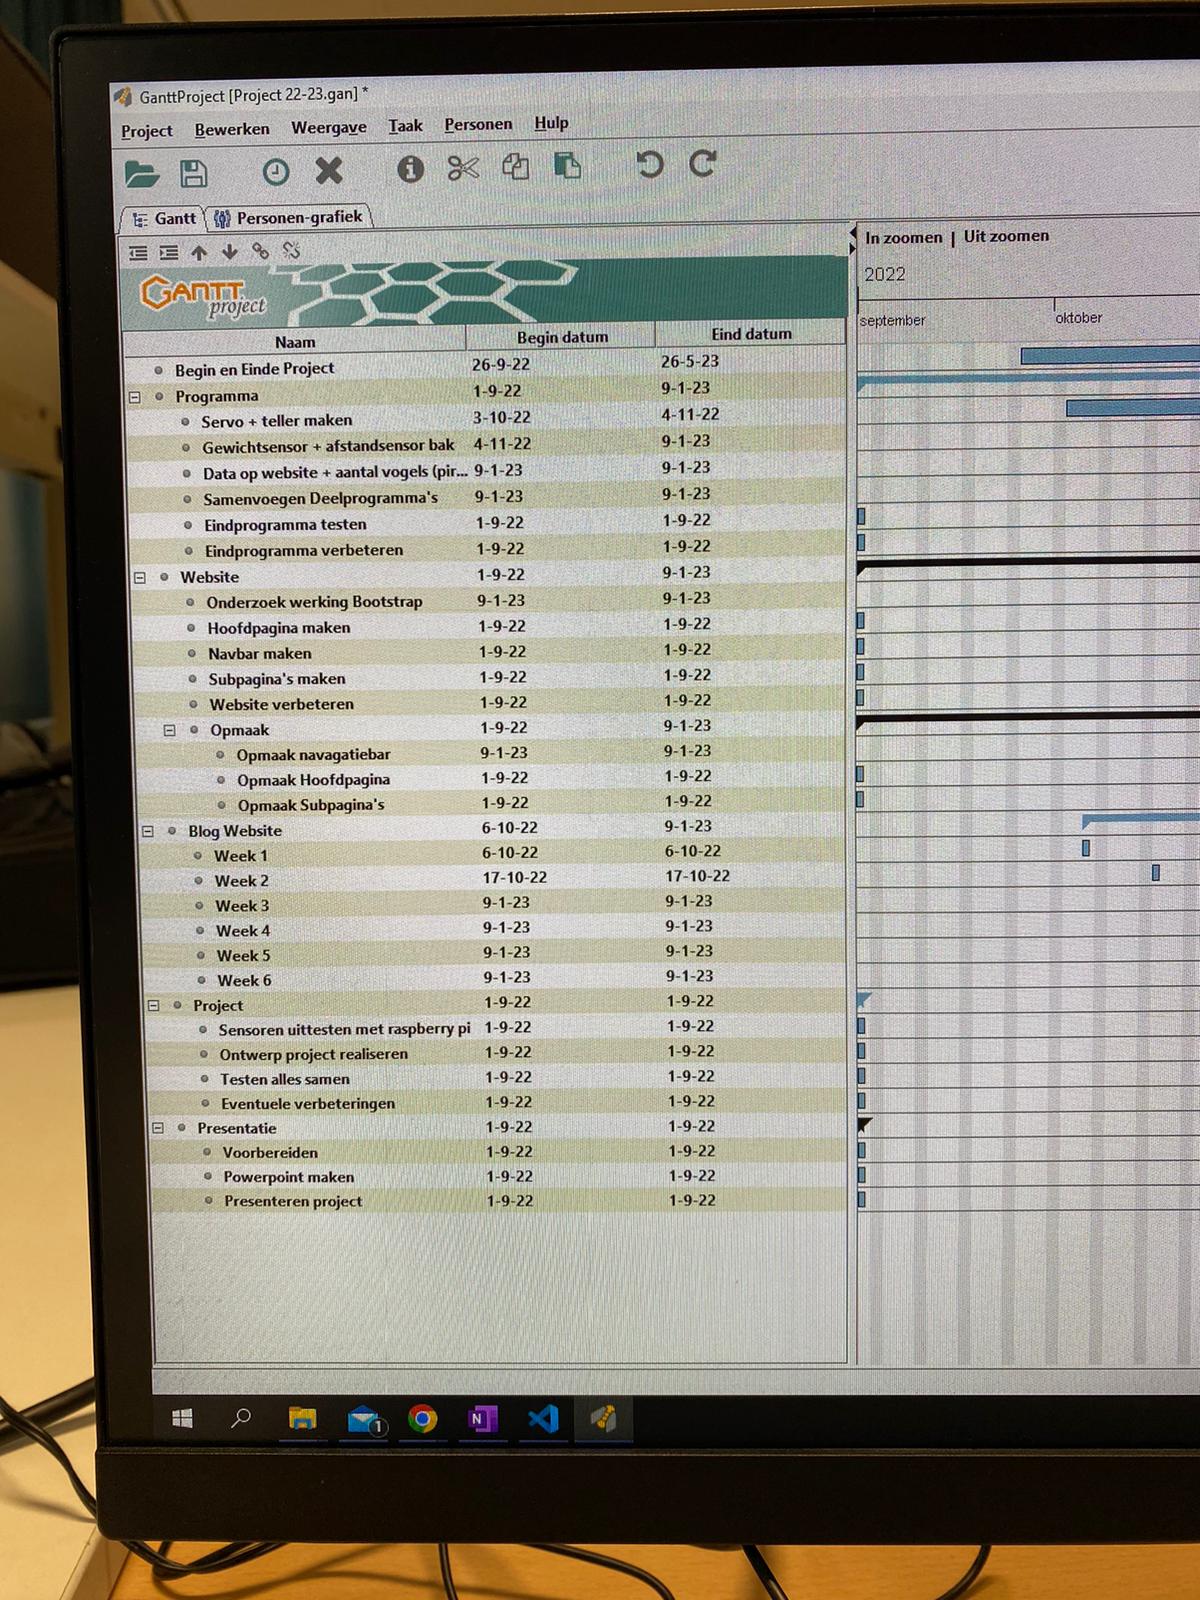 GanttProject [Project 22-23.gan] *
Project Bewerken Weergave Taak Personen Hulp
Gantt Personen-grafiek
In zoomen | Uit zoomen
GANTT project
2022
september oktober
Naam Begin datum Eind datum
Begin en Einde Project 26-9-22 26-5-23
Programma 1-9-22 9-1-23
Servo + teller maken 3-10-22 4-11-22
Gewichtsensor + afstandsensor bak 4-11-22 9-1-23
Data op website + aantal vogels (pir... 9-1-23 9-1-23
Samenvoegen Deelprogramma's 9-1-23 9-1-23
Eindprogramma testen 1-9-22 1-9-22
Eindprogramma verbeteren 1-9-22 1-9-22
Website 1-9-22 9-1-23
Onderzoek werking Bootstrap 9-1-23 9-1-23
Hoofdpagina maken 1-9-22 1-9-22
Navbar maken 1-9-22 1-9-22
Subpagina's maken 1-9-22 1-9-22
Website verbeteren 1-9-22 1-9-22
Opmaak 1-9-22 9-1-23
Opmaak navagatiebar 9-1-23 9-1-23
Opmaak Hoofdpagina 1-9-22 1-9-22
Opmaak Subpagina's 1-9-22 1-9-22
Blog Website 6-10-22 9-1-23
Week 1 6-10-22 6-10-22
Week 2 17-10-22 17-10-22
Week 3 9-1-23 9-1-23
Week 4 9-1-23 9-1-23
Week 5 9-1-23 9-1-23
Week 6 9-1-23 9-1-23
Project 1-9-22 1-9-22
Sensoren uittesten met raspberry pi 1-9-22 1-9-22
Ontwerp project realiseren 1-9-22 1-9-22
Testen alles samen 1-9-22 1-9-22
Eventuele verbeteringen 1-9-22 1-9-22
Presentatie 1-9-22 1-9-22
Voorbereiden 1-9-22 1-9-22
Powerpoint maken 1-9-22 1-9-22
Presenteren project 1-9-22 1-9-22
1
N